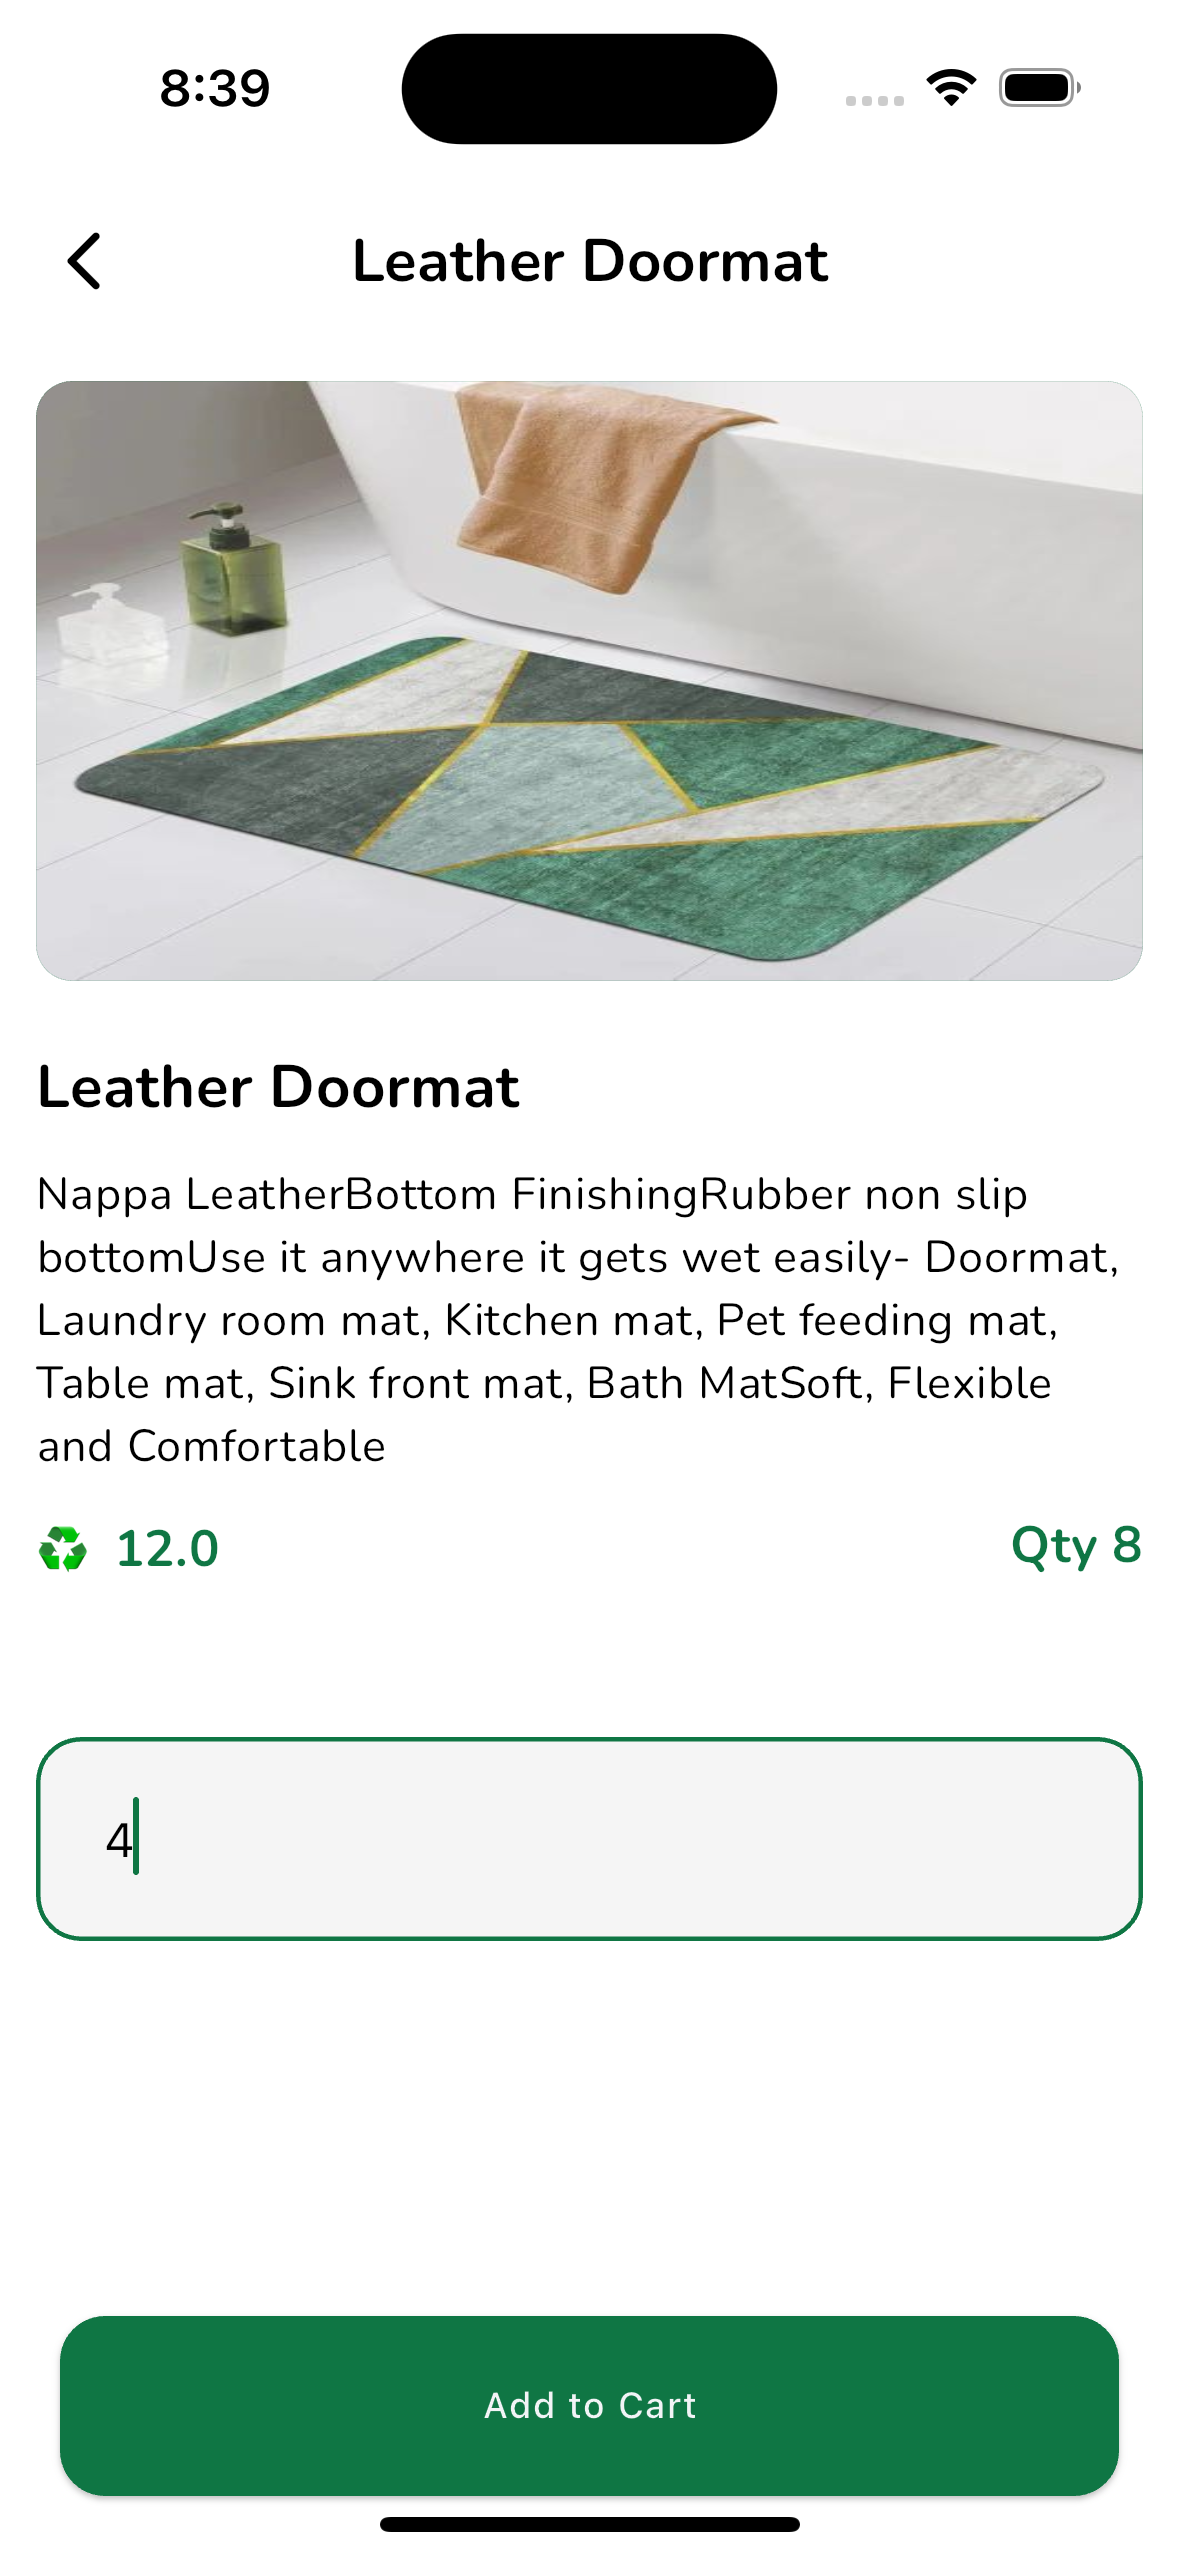 8:39
Leather Doormat
Leather Doormat
Nappa LeatherBottom FinishingRubber non slip
bottomUse it anywhere it gets wet easily- Doormat,
Laundry room mat, Kitchen mat, Pet feeding mat,
Table mat, Sink front mat, Bath MatSoft, Flexible
and Comfortable
♻ 12.0
Qty 8
4
Add to Cart